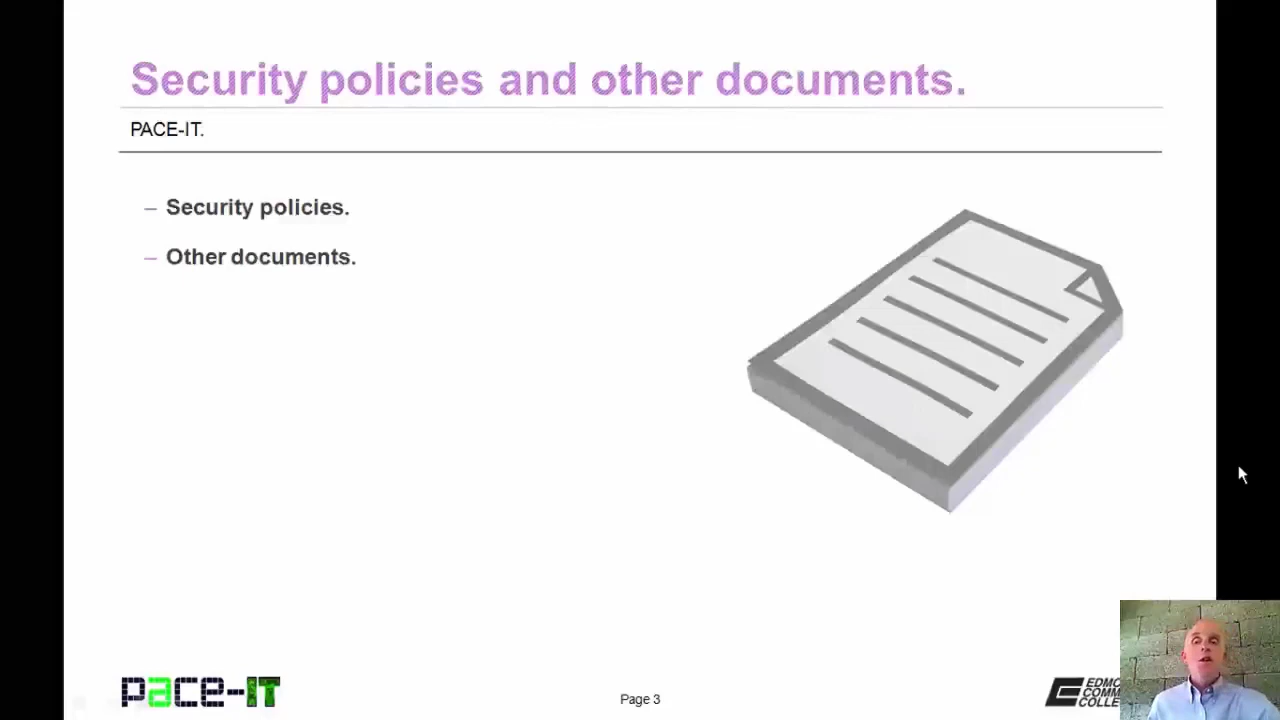 Security policies and other documents.
PACE-IT.
– Security policies.
– Other documents.
pace-IT
Page 3